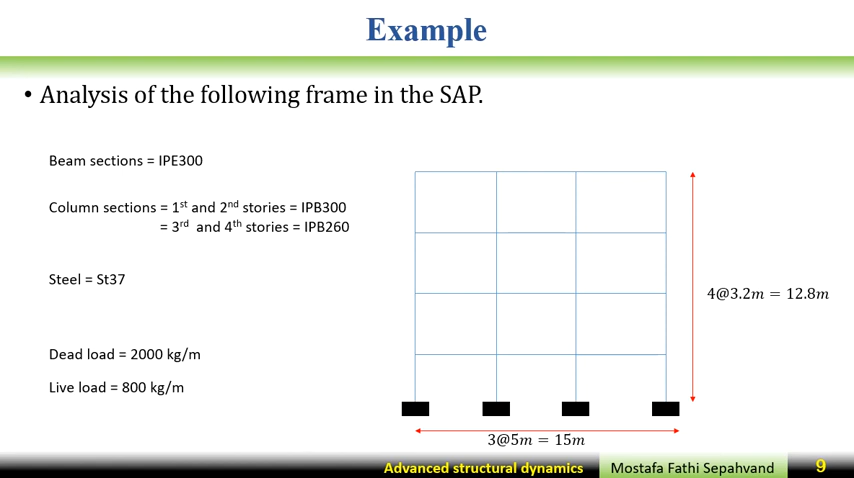 Example
• Analysis of the following frame in the SAP.
Beam sections = IPE300
Column sections = 1st and 2nd stories = IPB300
= 3rd and 4th stories = IPB260
Steel = St37
4@3.2m = 12.8m
Dead load = 2000 kg/m
Live load = 800 kg/m
3@5m = 15m
Advanced structural dynamics Mostafa Fathi Sepahvand 9